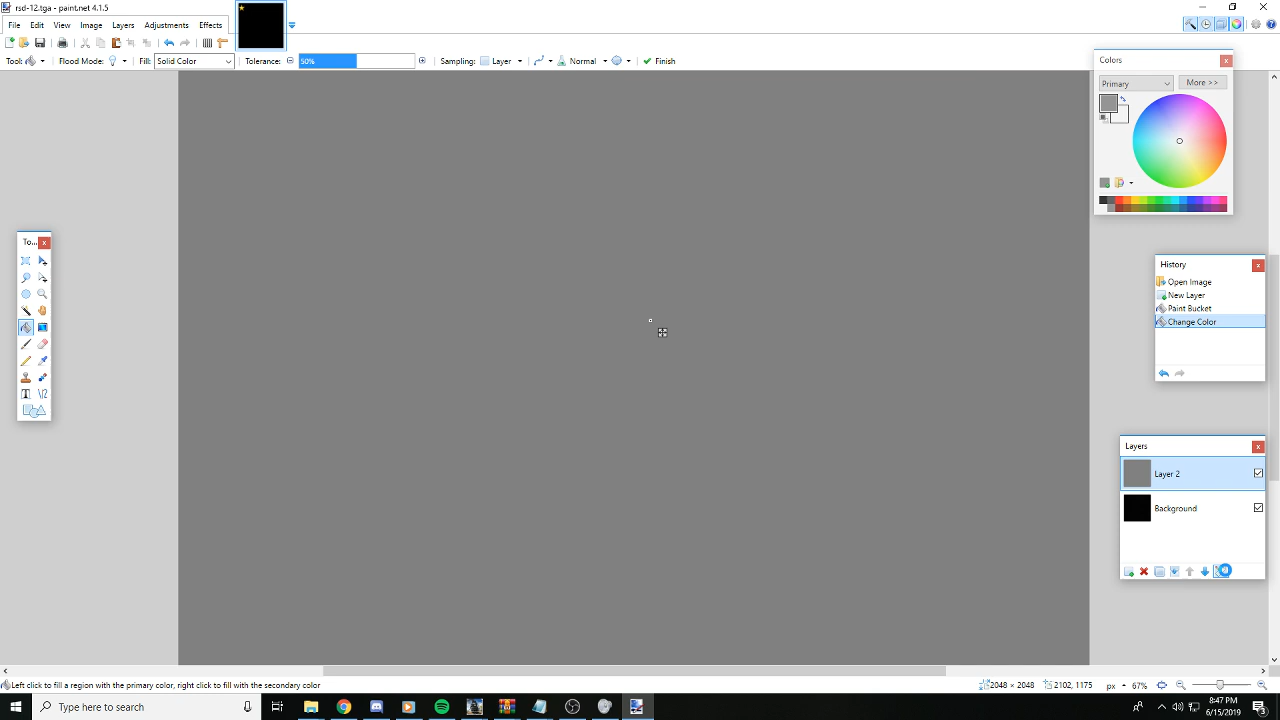 rsd-12.tga - paint.net 4.1.5
File Edit View Image Layers Adjustments Effects
Tool: Flood Mode: Fill: Solid Color Tolerance: 50% Sampling: Layer Normal Finish
Colors
Primary
More >>
To...
History
Open Image
New Layer
Paint Bucket
Change Color
Layers
Layer 2
Background
Left click to fill a region with the primary color, right click to fill with the secondary color
2048 × 2048 2102, 1175 px 67%
Type here to search
8:47 PM
6/15/2019